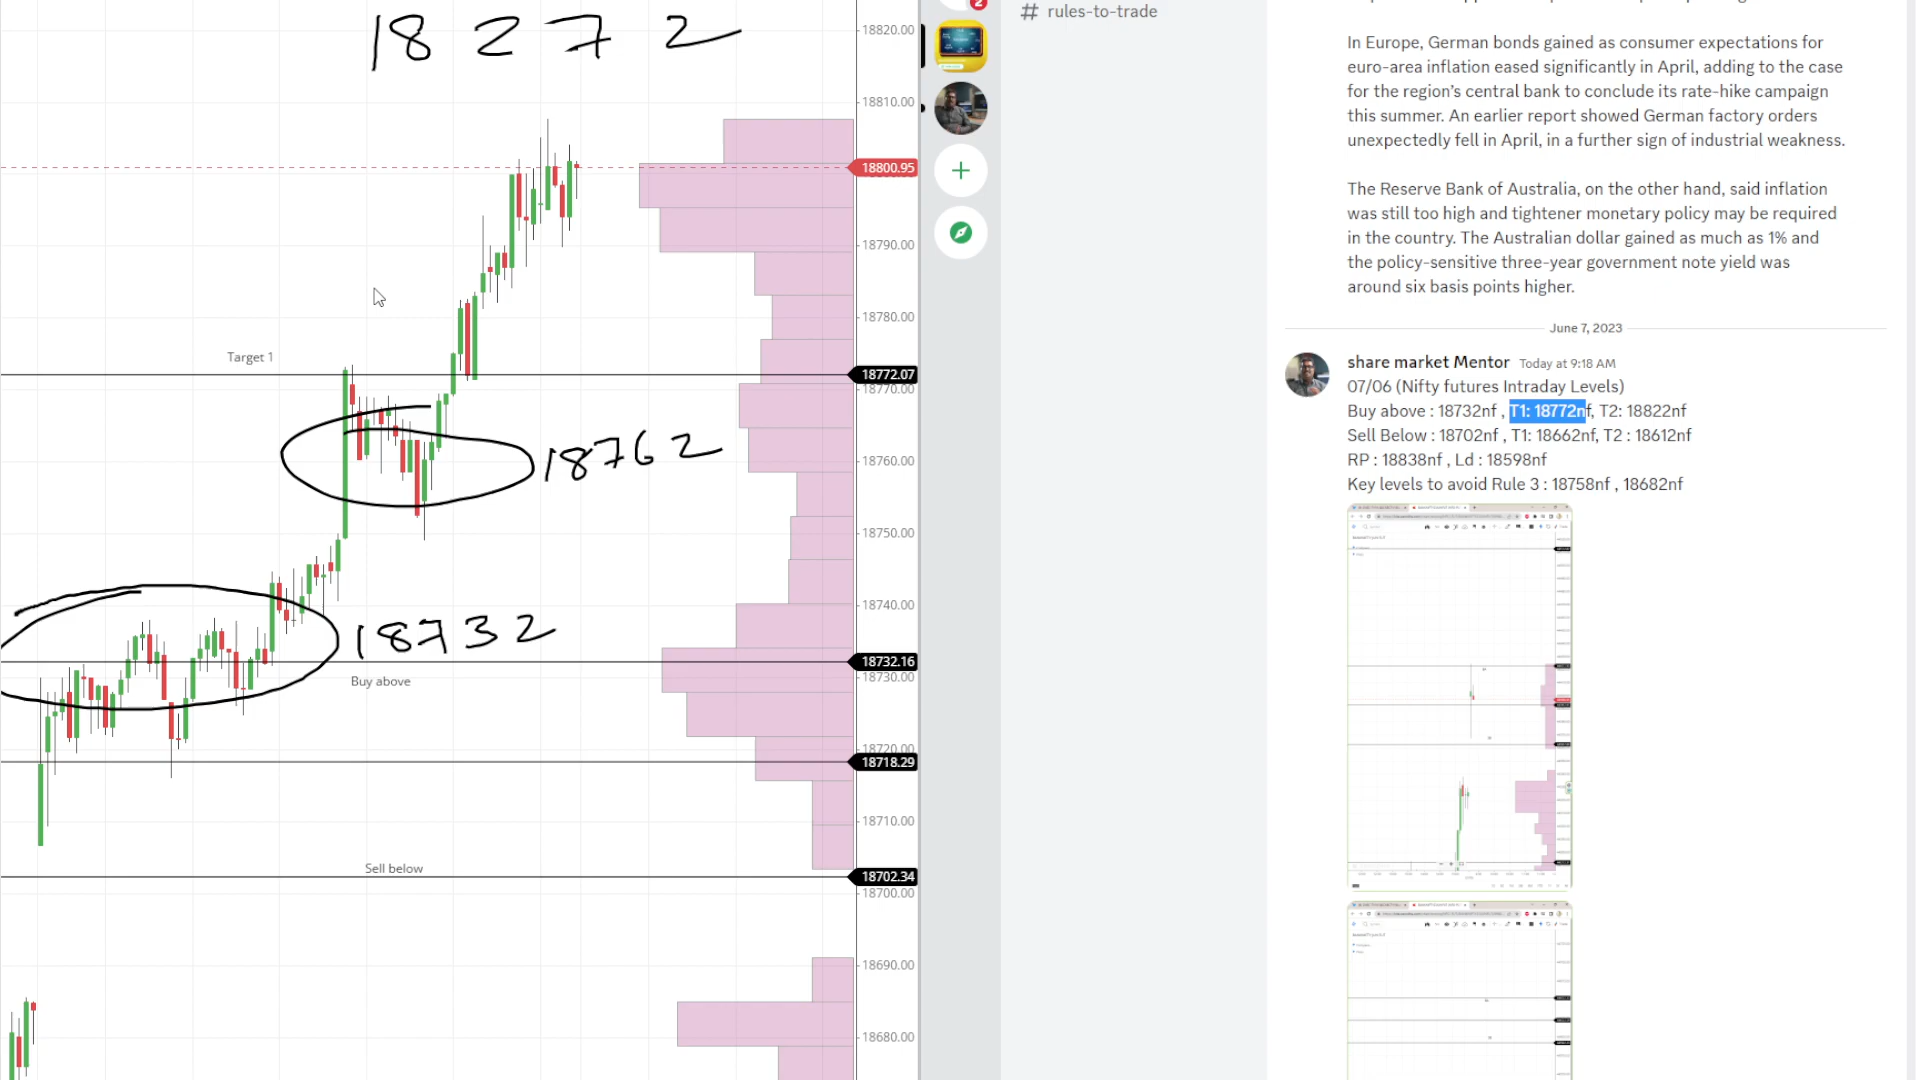 18272
18820.00
18810.00
18800.95
18790.00
18780.00
Target 1
18772.07
18770.00
18762
18760.00
18750.00
18740.00
18732
18732.16
Buy above
18730.00
18720.00
18718.29
18710.00
Sell below
18702.34
18700.00
18690.00
18680.00
2
# rules-to-trade
In Europe, German bonds gained as consumer expectations for
euro-area inflation eased significantly in April, adding to the case
for the region's central bank to conclude its rate-hike campaign
this summer. An earlier report showed German factory orders
unexpectedly fell in April, in a further sign of industrial weakness.
The Reserve Bank of Australia, on the other hand, said inflation
was still too high and tightener monetary policy may be required
in the country. The Australian dollar gained as much as 1% and
the policy-sensitive three-year government note yield was
around six basis points higher.
June 7, 2023
share market Mentor Today at 9:18 AM
07/06 (Nifty futures Intraday Levels)
Buy above : 18732nf , T1: 18772nf, T2: 18822nf
Sell Below : 18702nf , T1: 18662nf, T2 : 18612nf
RP : 18838nf , Ld : 18598nf
Key levels to avoid Rule 3 : 18758nf , 18682nf